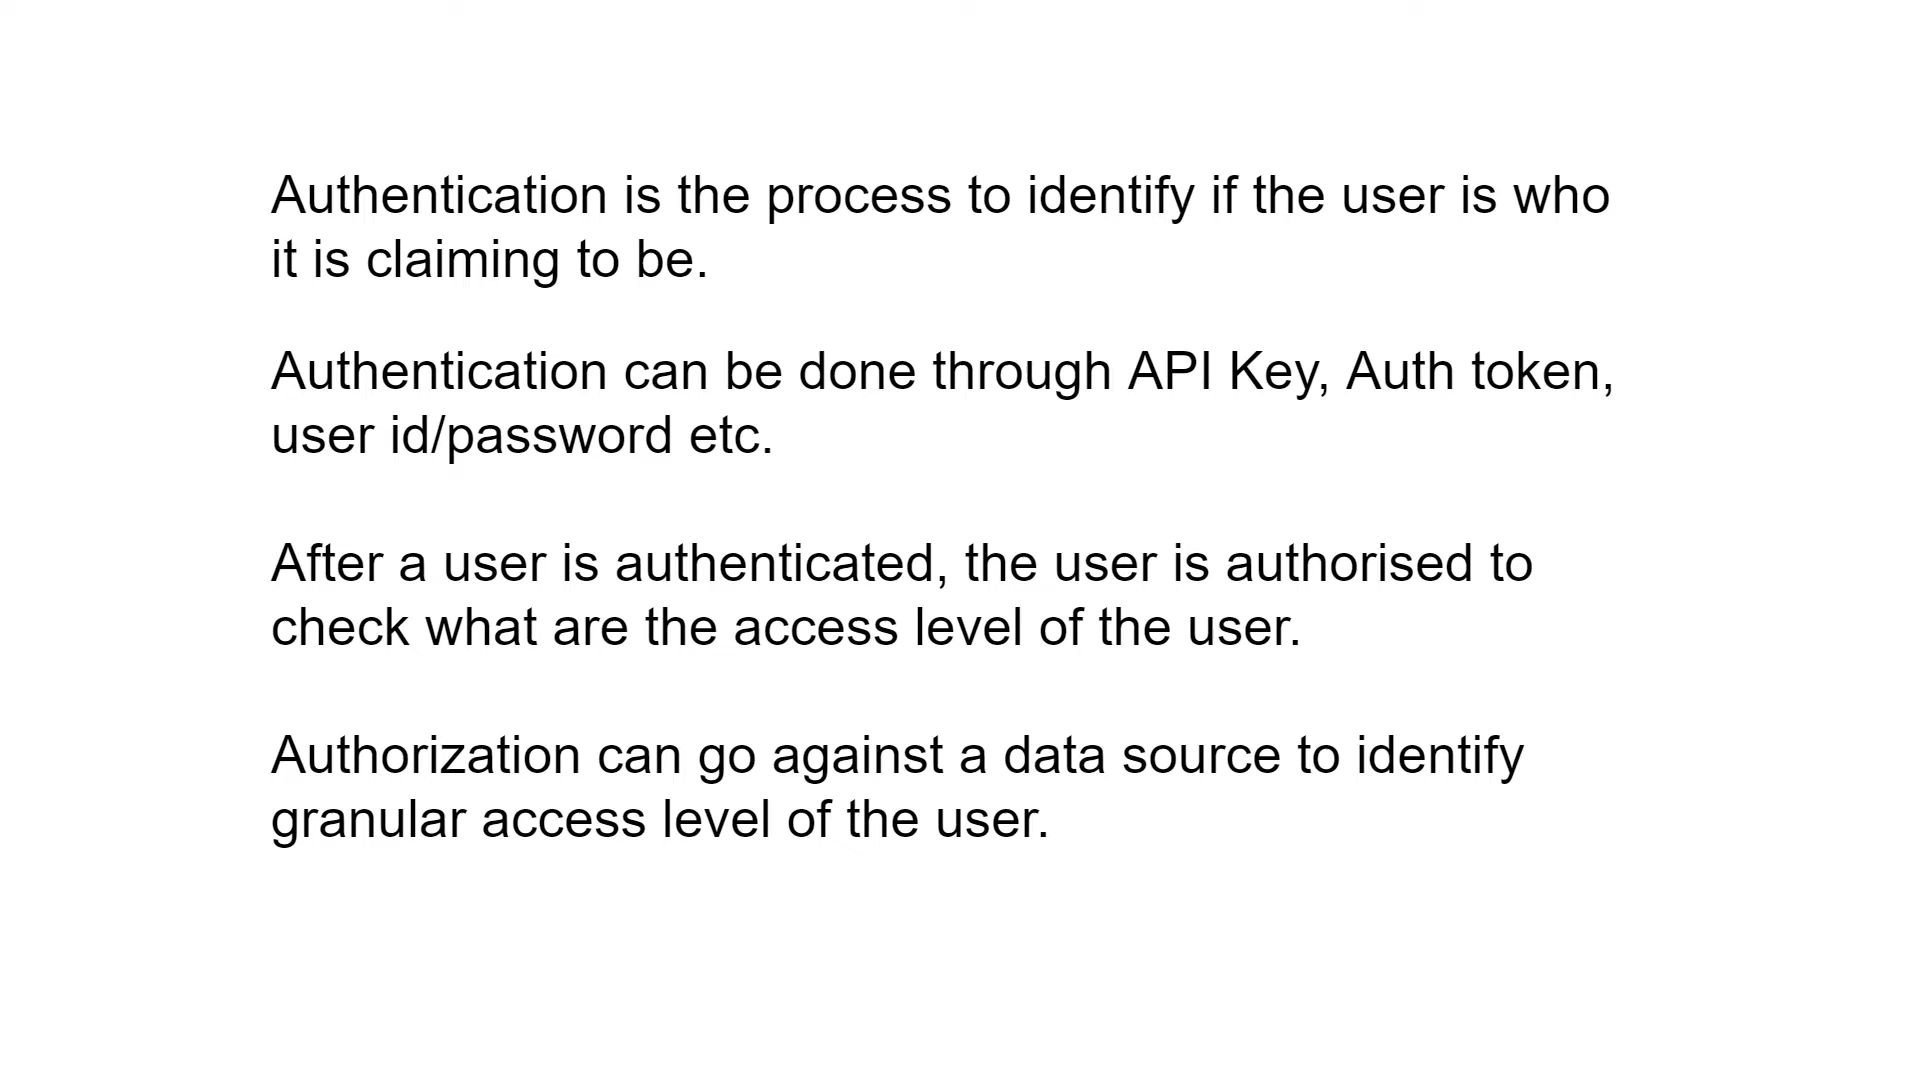 Authentication is the process to identify if the user is who
it is claiming to be.
Authentication can be done through API Key, Auth token,
user id/password etc.
After a user is authenticated, the user is authorised to
check what are the access level of the user.
Authorization can go against a data source to identify
granular access level of the user.